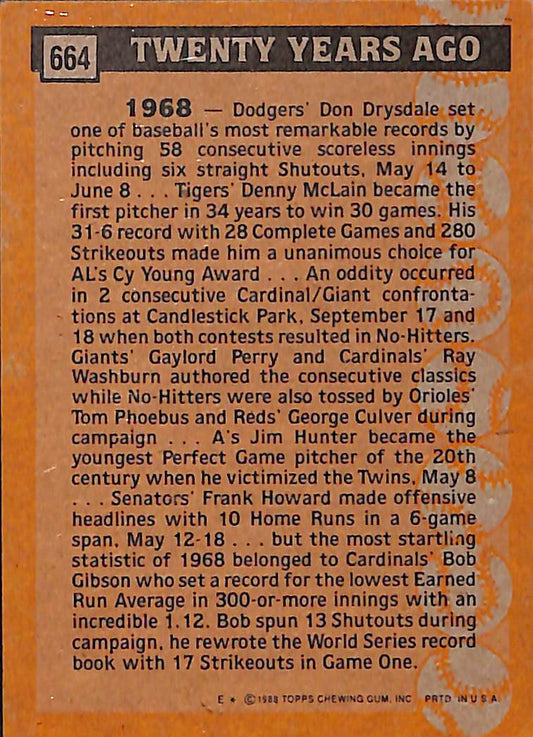 664 TWENTY YEARS AGO
1968 — Dodgers' Don Drysdale set
one of baseball's most remarkable records by
pitching 58 consecutive scoreless innings
including six straight Shutouts, May 14 to
June 8 . . . Tigers' Denny McLain became the
first pitcher in 34 years to win 30 games. His
31-6 record with 28 Complete Games and 280
Strikeouts made him a unanimous choice for
AL's Cy Young Award . . . An oddity occurred
in 2 consecutive Cardinal/Giant confronta-
tions at Candlestick Park, September 17 and
18 when both contests resulted in No-Hitters.
Giants' Gaylord Perry and Cardinals' Ray
Washburn authored the consecutive classics
while No-Hitters were also tossed by Orioles'
Tom Phoebus and Reds' George Culver during
campaign . . . A's Jim Hunter became the
youngest Perfect Game pitcher of the 20th
century when he victimized the Twins, May 8
. . . Senators' Frank Howard made offensive
headlines with 10 Home Runs in a 6-game
span, May 12-18 . . . but the most startling
statistic of 1968 belonged to Cardinals' Bob
Gibson who set a record for the lowest Earned
Run Average in 300-or-more innings with an
incredible 1.12. Bob spun 13 Shutouts during
campaign, he rewrote the World Series record
book with 17 Strikeouts in Game One.
E * © 1988 TOPPS CHEWING GUM, INC PRTD IN U.S.A.